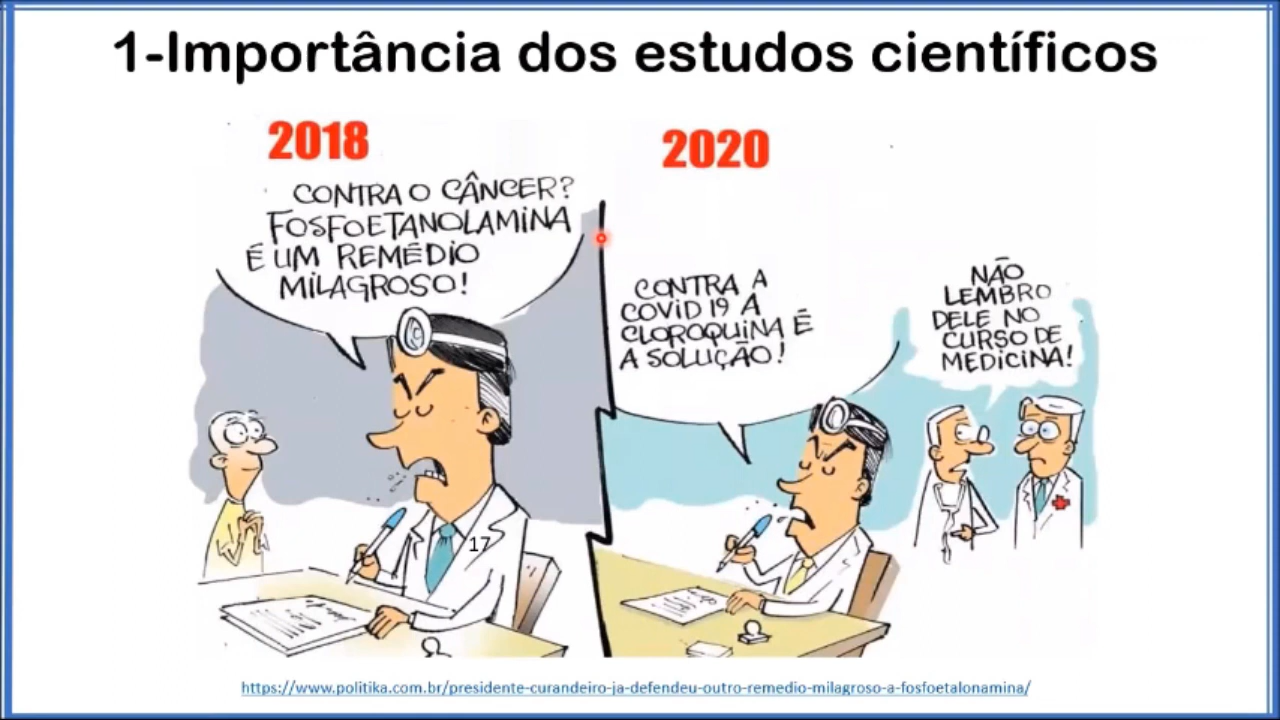 1-Importância dos estudos científicos
2018
CONTRA O CÂNCER?
FOSFOETANOLAMINA
É UM REMÉDIO
MILAGROSO!
17
2020
CONTRA A
COVID 19 A
CLOROQUINA É
A SOLUÇÃO!
NÃO
LEMBRO
DELE NO
CURSO DE
MEDICINA!
https://www.politika.com.br/presidente-curandeiro-ja-defendeu-outro-remedio-milagroso-a-fosfoetalonamina/